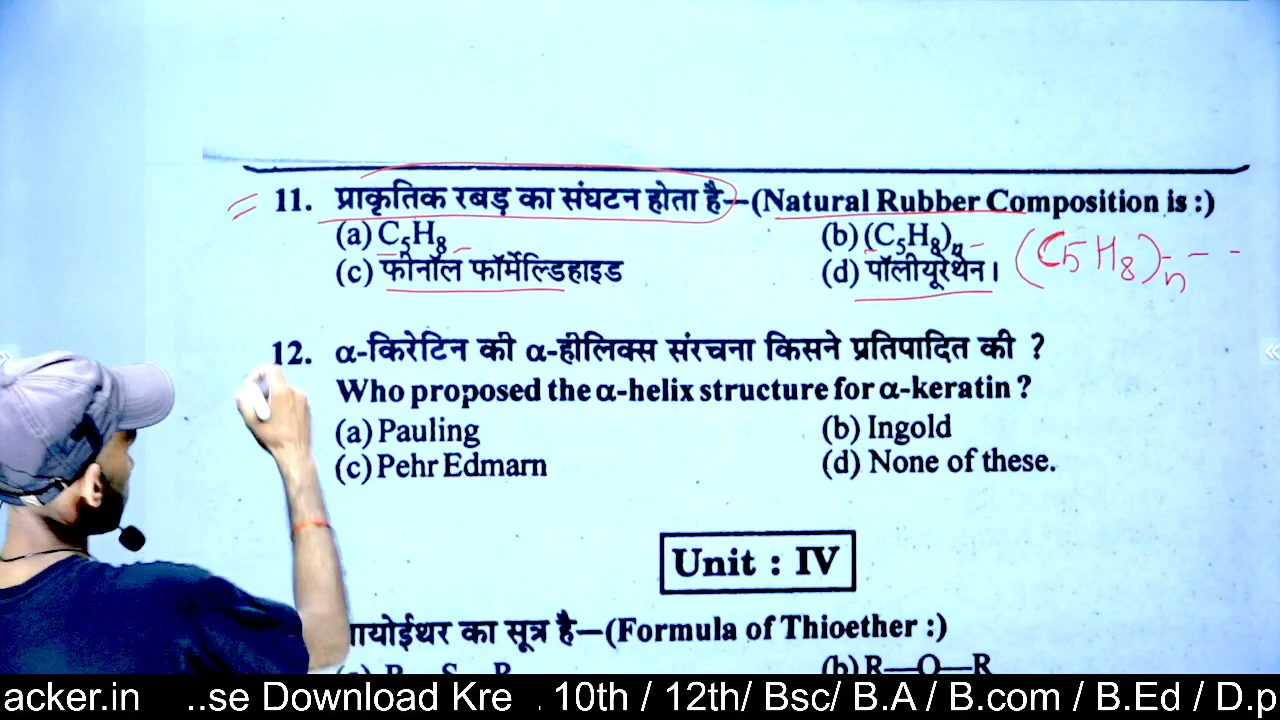 11. प्राकृतिक रबड़ का संघटन होता है—(Natural Rubber Composition is :)
(a) C5H8 (b) (C5H8)n (C5H8)n
(c) फीनॉल फॉर्मेल्डिहाइड (d) पॉलीयूरेथेन।
12. α-किरेटिन की α-हीलिक्स संरचना किसने प्रतिपादित की ?
Who proposed the α-helix structure for α-keratin ?
(a) Pauling (b) Ingold
(c) Pehr Edmarn (d) None of these.
Unit : IV
का सूत्र है—(Formula of Thioether :)
R—S—R (b) R—O—R
acker.in ..se Download Kre . 10th / 12th/ Bsc/ B.A / B.com / B.Ed / D.p